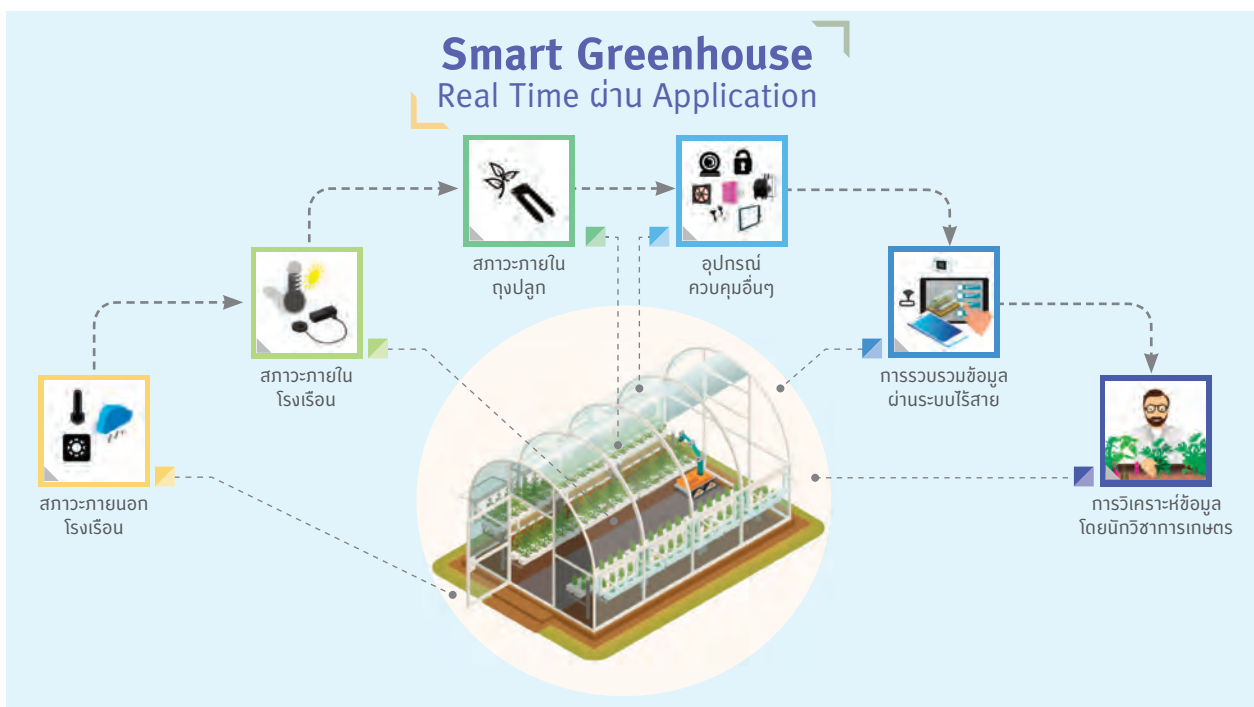 Smart Greenhouse
Real Time ผ่าน Application
สภาวะภายนอก
โรงเรือน
สภาวะภายใน
โรงเรือน
สภาวะภายใน
ถุงปลูก
อุปกรณ์
ควบคุมอื่นๆ
การรวบรวมข้อมูล
ผ่านระบบไร้สาย
การวิเคราะห์ข้อมูล
โดยนักวิชาการเกษตร